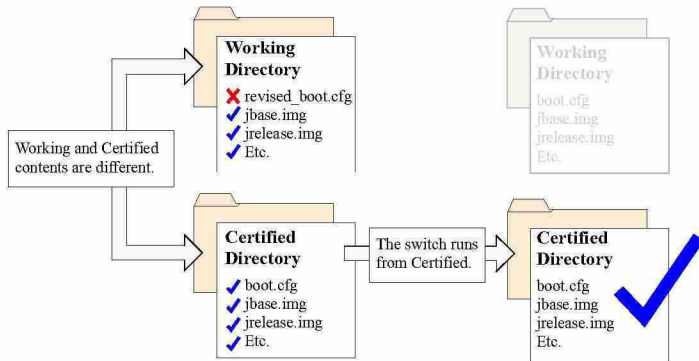 Working
Directory
revised_boot.cfg
jbase.img
jrelease.img
Etc.
Working
Directory
boot.cfg
jbase.img
jrelease.img
Etc.
Working and Certified
contents are different.
Certified
Directory
boot.cfg
jbase.img
jrelease.img
Etc.
The switch runs
from Certified.
Certified
Directory
boot.cfg
jbase.img
jrelease.img
Etc.